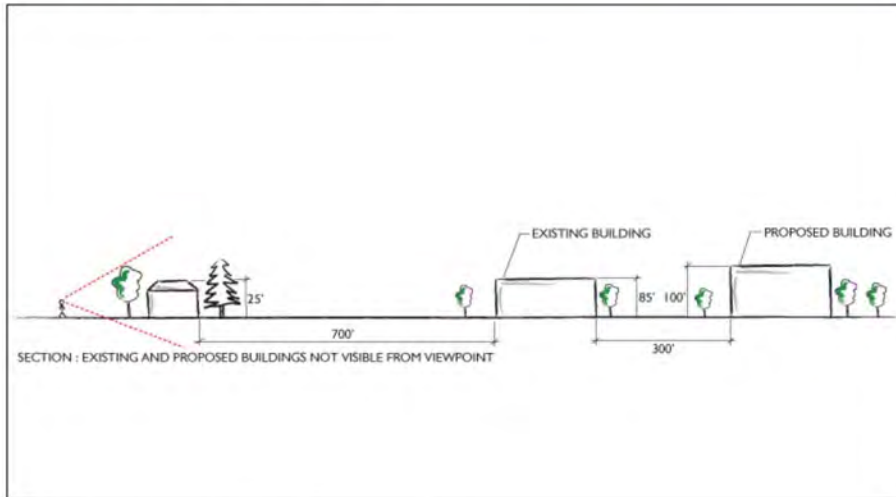 EXISTING BUILDING
PROPOSED BUILDING
25'
85'
100'
700'
300'
SECTION : EXISTING AND PROPOSED BUILDINGS NOT VISIBLE FROM VIEWPOINT